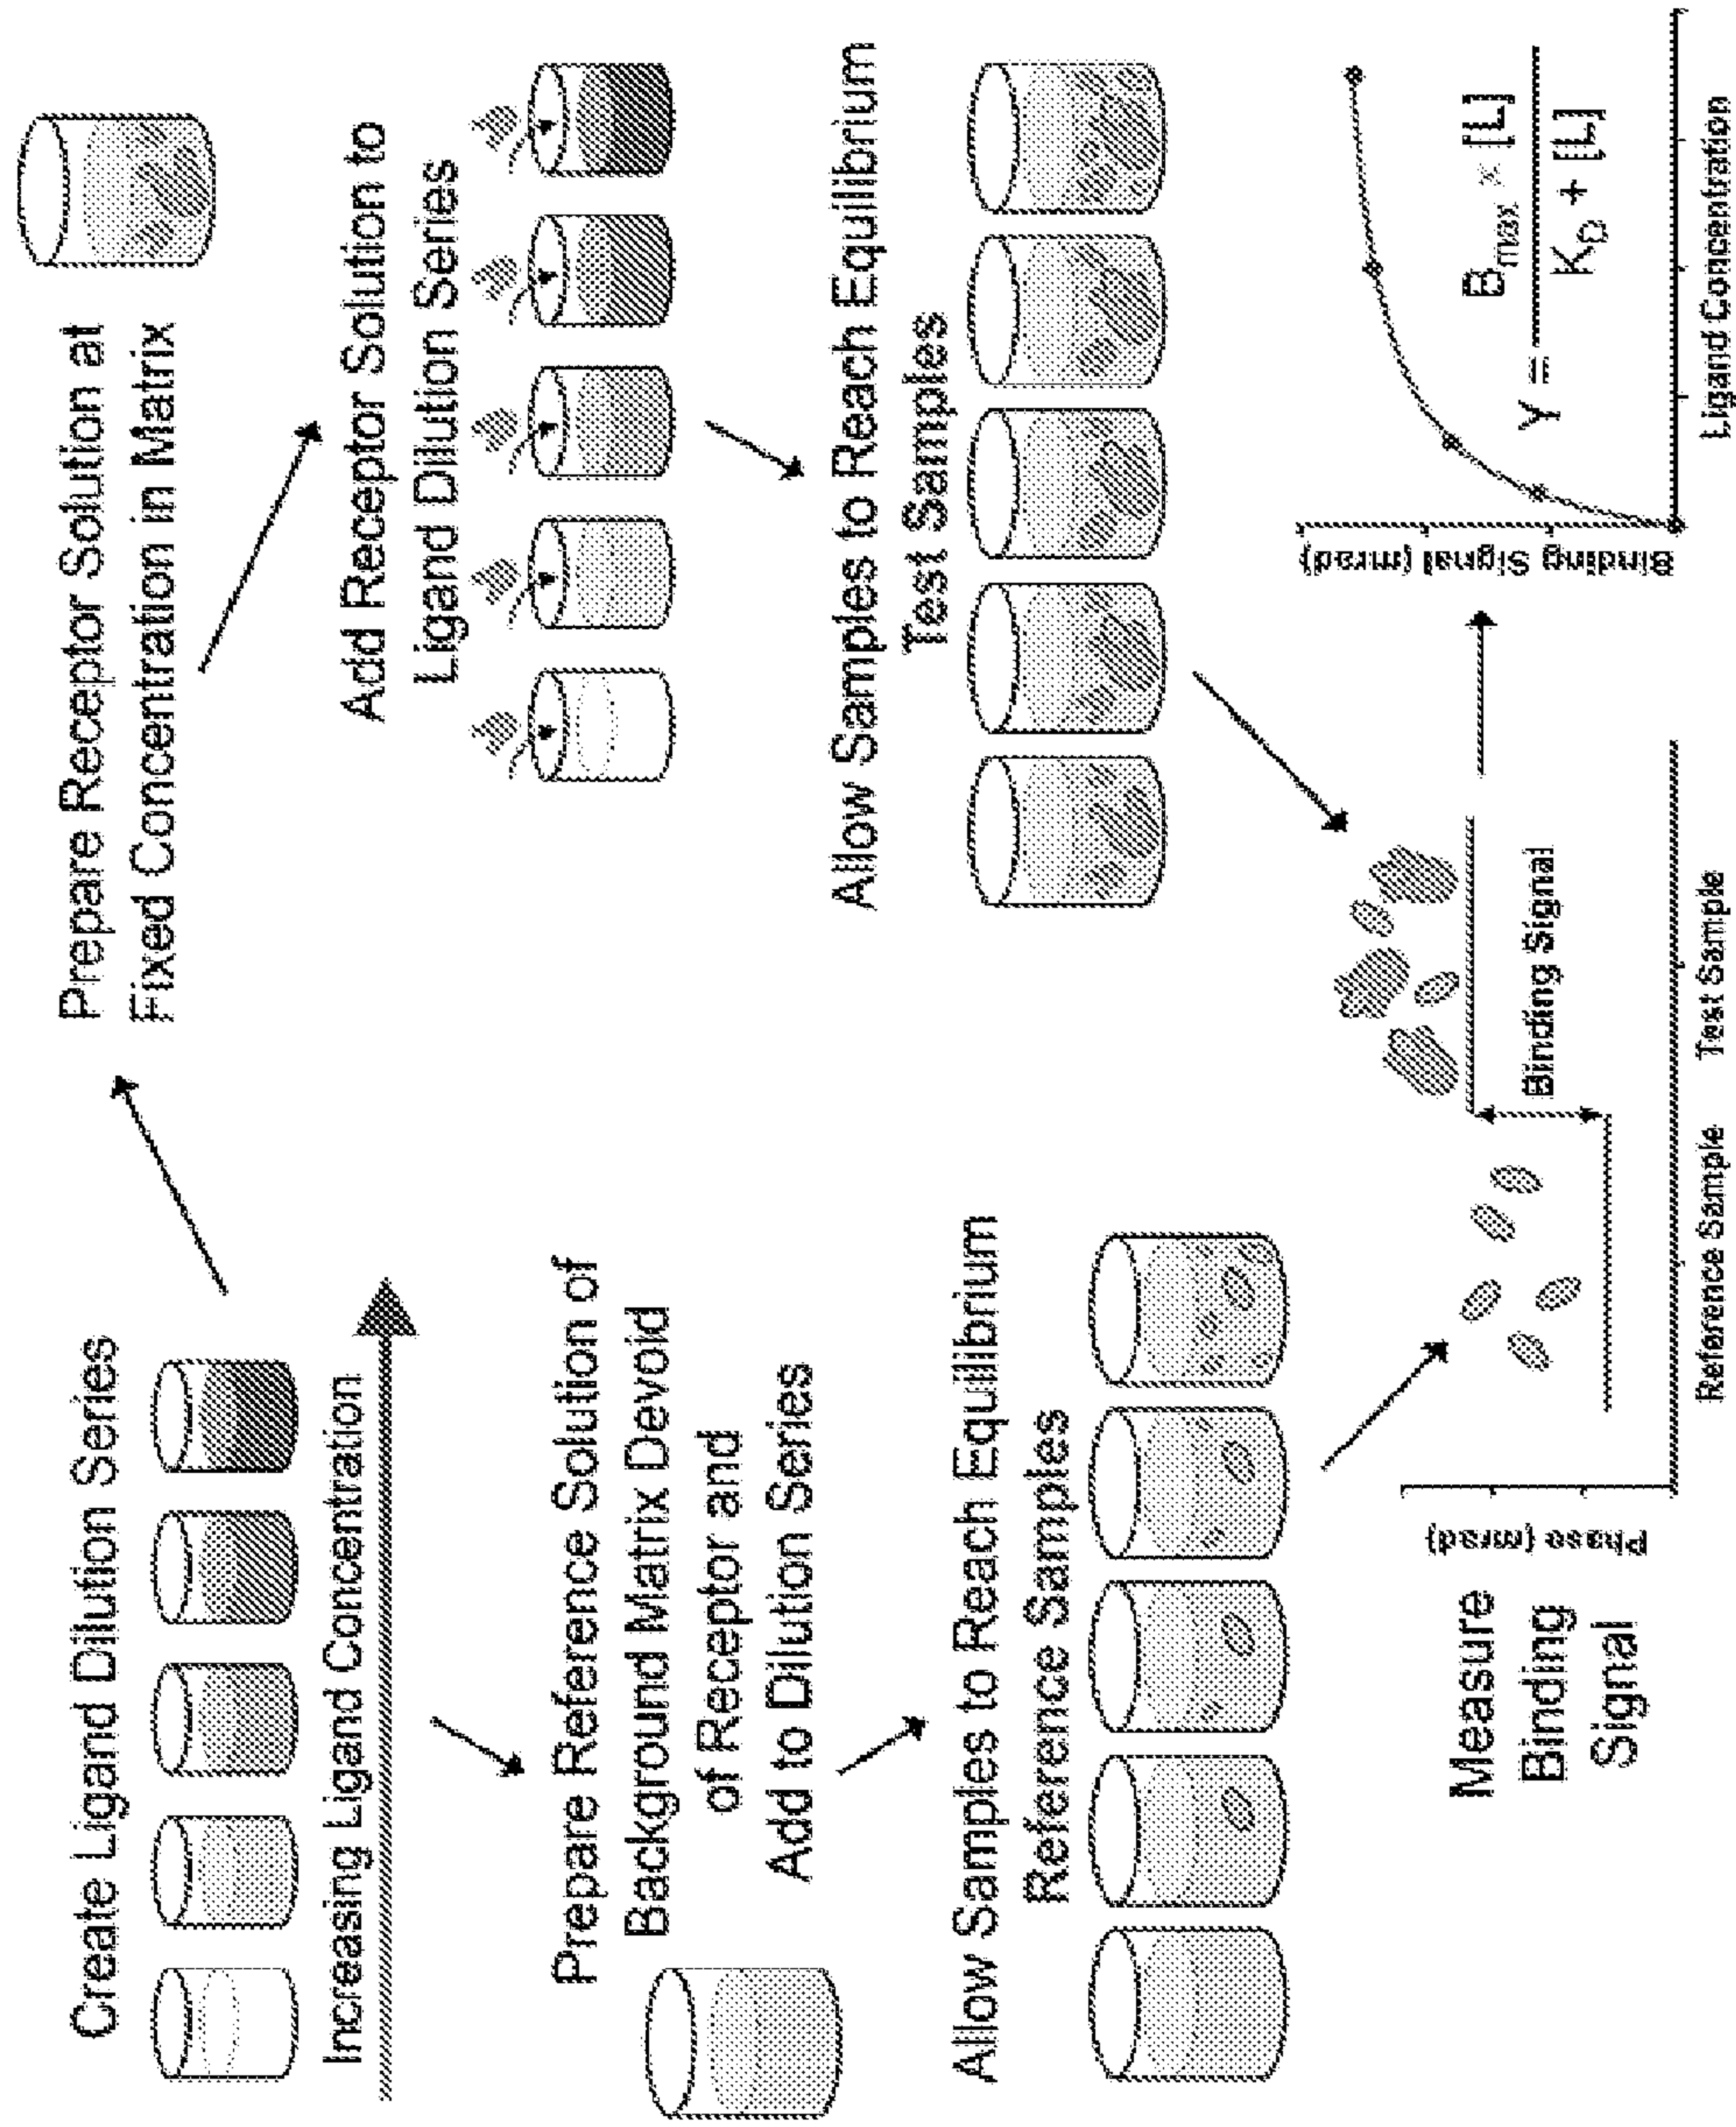 Create Ligand Dilution Series
Increasing Ligand Concentration
Prepare Reference Solution of
Background Matrix Devoid
of Receptor and
Add to Dilution Series
Allow Samples to Reach Equilibrium
Reference Samples
Prepare Receptor Solution at
Fixed Concentration in Matrix
Add Receptor Solution to
Ligand Dilution Series
Allow Samples to Reach Equilibrium
Test Samples
Measure
Binding
Signal
Phase (mrad)
Binding Signal
Reference Sample
Test Sample
Binding Signal (mrad)
Y = Bmax × [L]
KD + [L]
Ligand Concentration